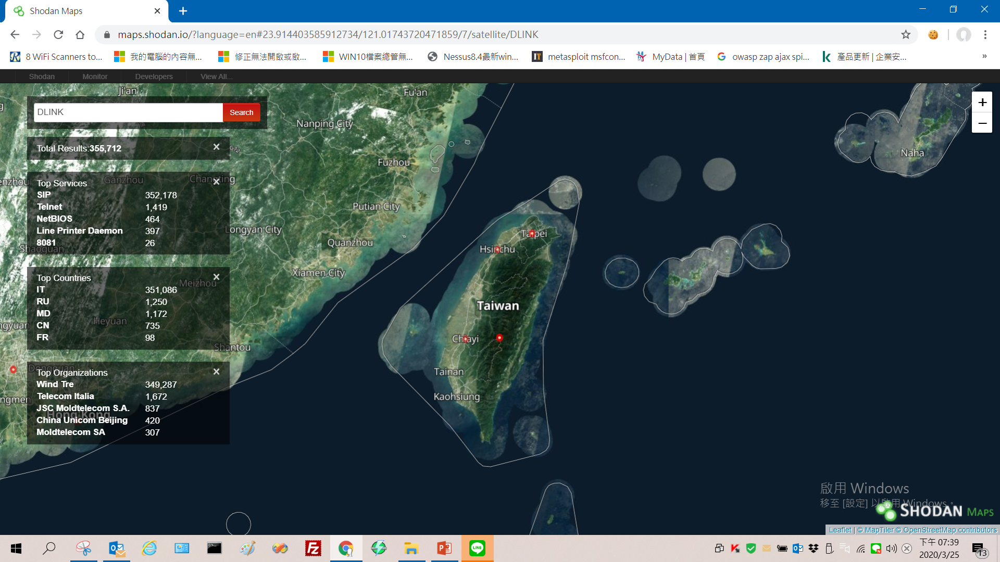 Shodan Maps
maps.shodan.io/?language=en#23.914403585912734/121.01743720471859/7/satellite/DLINK
8 WiFi Scanners to...
我的電腦的內容無...
修正無法開啟或啟...
WIN10檔案總管無...
Nessus8.4最新win...
metasploit msfcon...
MyData | 首頁
owasp zap ajax spi...
產品更新 | 企業安...
»
Shodan
Monitor
Developers
View All...
Ji'an
Fu'an
DLINK
Search
Nanping City
Total Results:355,712
G72
Fuzhou
Naha
Top Services
SIP 352,178
Telnet 1,419
NetBIOS 464
Line Printer Daemon 397
8081 26
Ganzhou
Changting
enzhou
Putian City
Longyan City
Quanzhou
Shaoguan
Xiamen City
Taipei
Hsinchu
Top Countries
IT 351,086
RU 1,250
MD 1,172
CN 735
FR 98
Meizhou
Heyuan
ngyuan
Shantou
Taiwan
Chiayi
Tainan
Kaohsiung
Top Organizations
Wind Tre 349,287
Telecom Italia 1,672
JSC Moldtelecom S.A. 837
China Unicom Beijing 420
Moldtelecom SA 307
Dongguan
ngmen
Hong Kong
啟用 Windows
移至 [設定] 以啟用 Windows。
SHODAN MAPS
Leaflet | © MapTiler © OpenStreetMap contributors
LINE
下午 07:39
2020/3/25
13